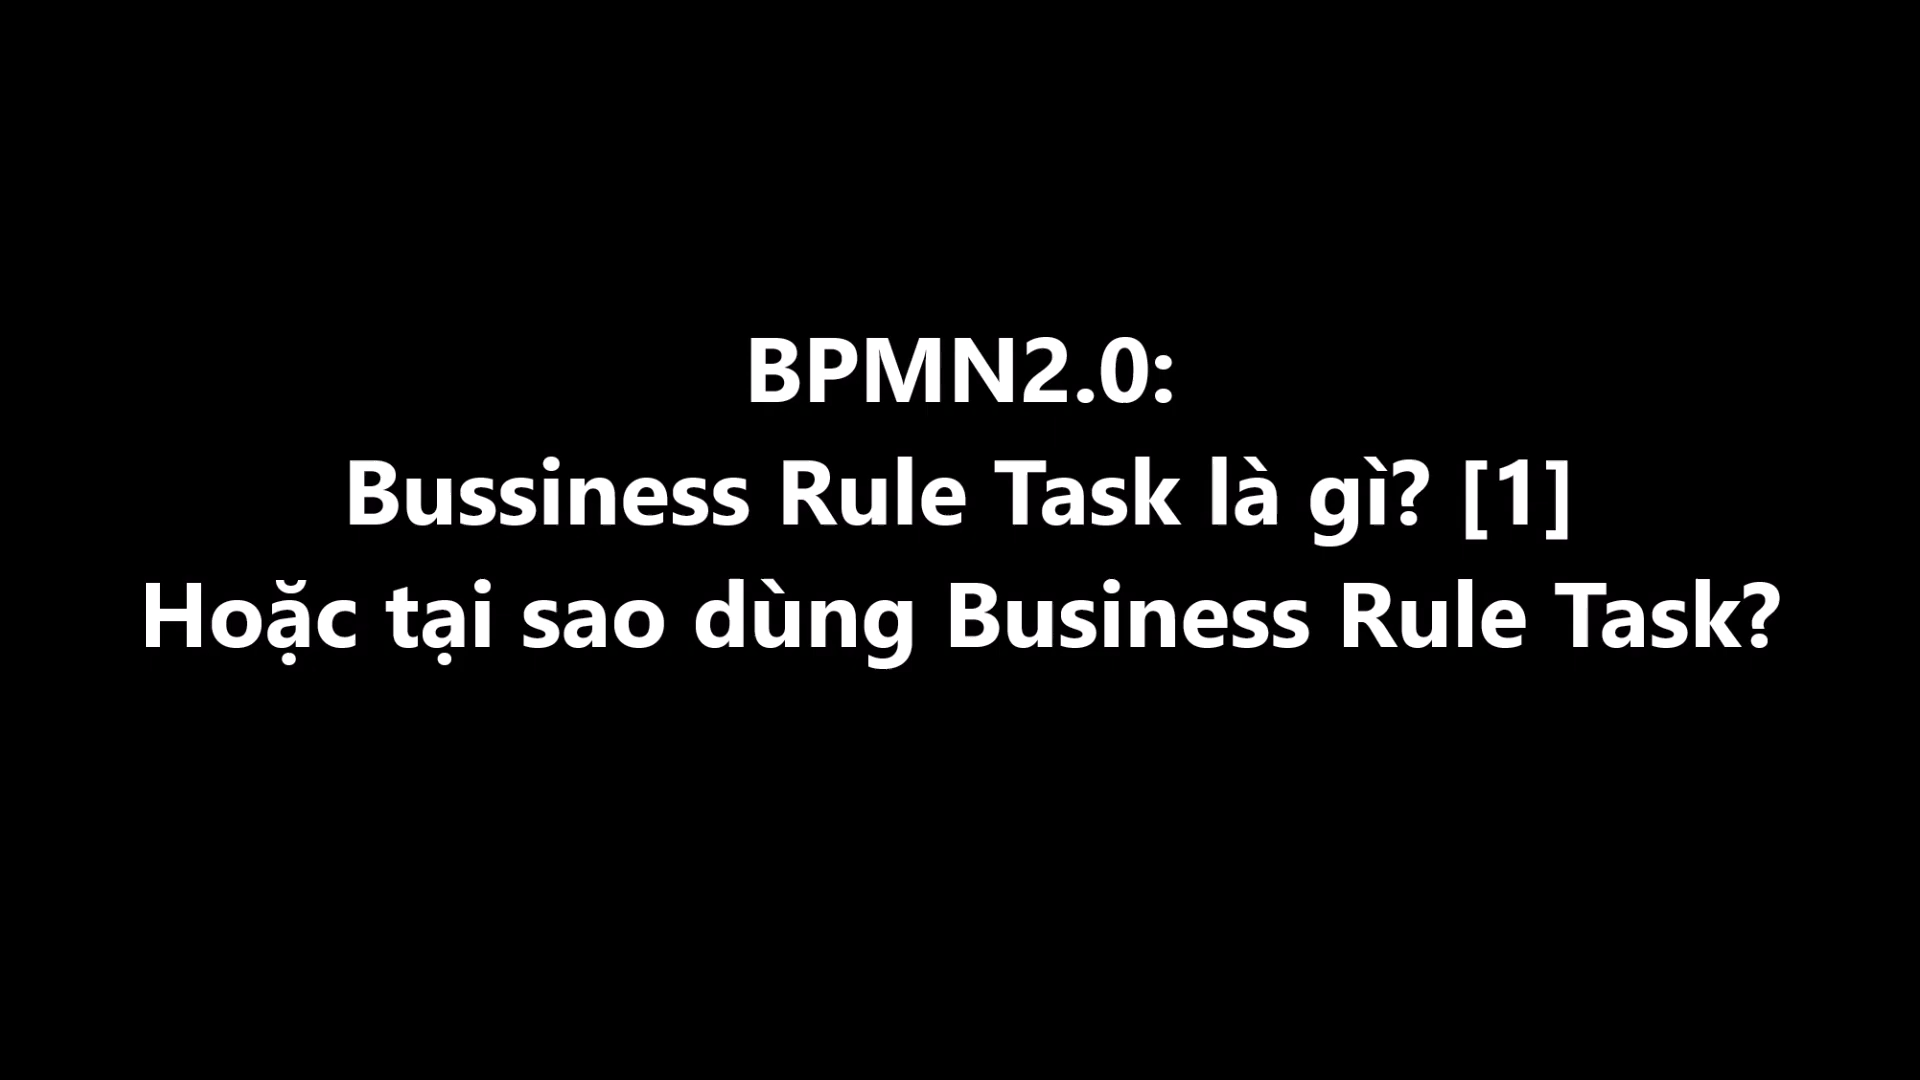 BPMN2.0:
Bussiness Rule Task là gì? [1]
Hoặc tại sao dùng Business Rule Task?